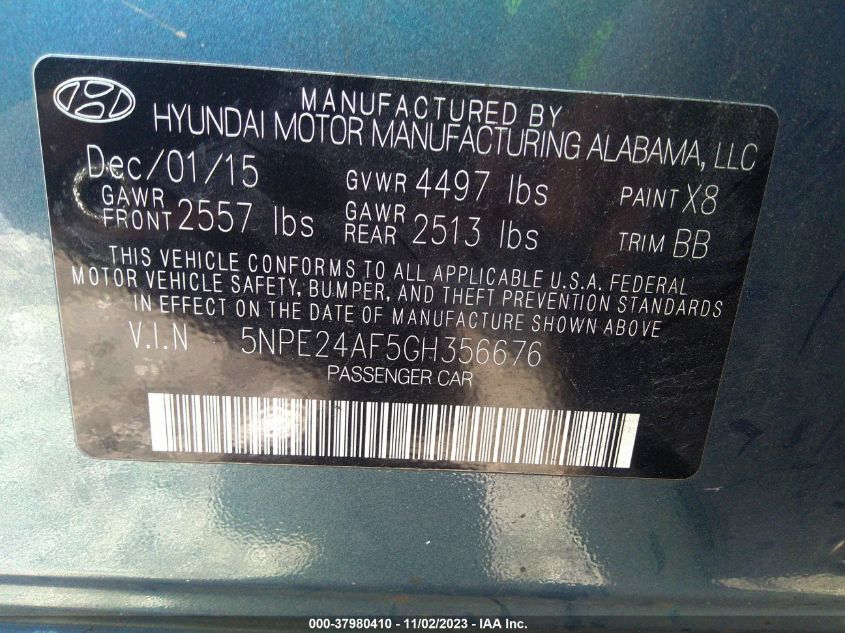 MANUFACTURED BY
HYUNDAI MOTOR MANUFACTURING ALABAMA, LLC
Dec/01/15 GVWR 4497 lbs PAINT X8
GAWR FRONT 2557 lbs GAWR REAR 2513 lbs TRIM BB
THIS VEHICLE CONFORMS TO ALL APPLICABLE U.S.A. FEDERAL
MOTOR VEHICLE SAFETY, BUMPER, AND THEFT PREVENTION STANDARDS
IN EFFECT ON THE DATE OF MANUFACTURE SHOWN ABOVE
V.I.N 5NPE24AF5GH356676
PASSENGER CAR
000-37980410 - 11/02/2023 - IAA Inc.